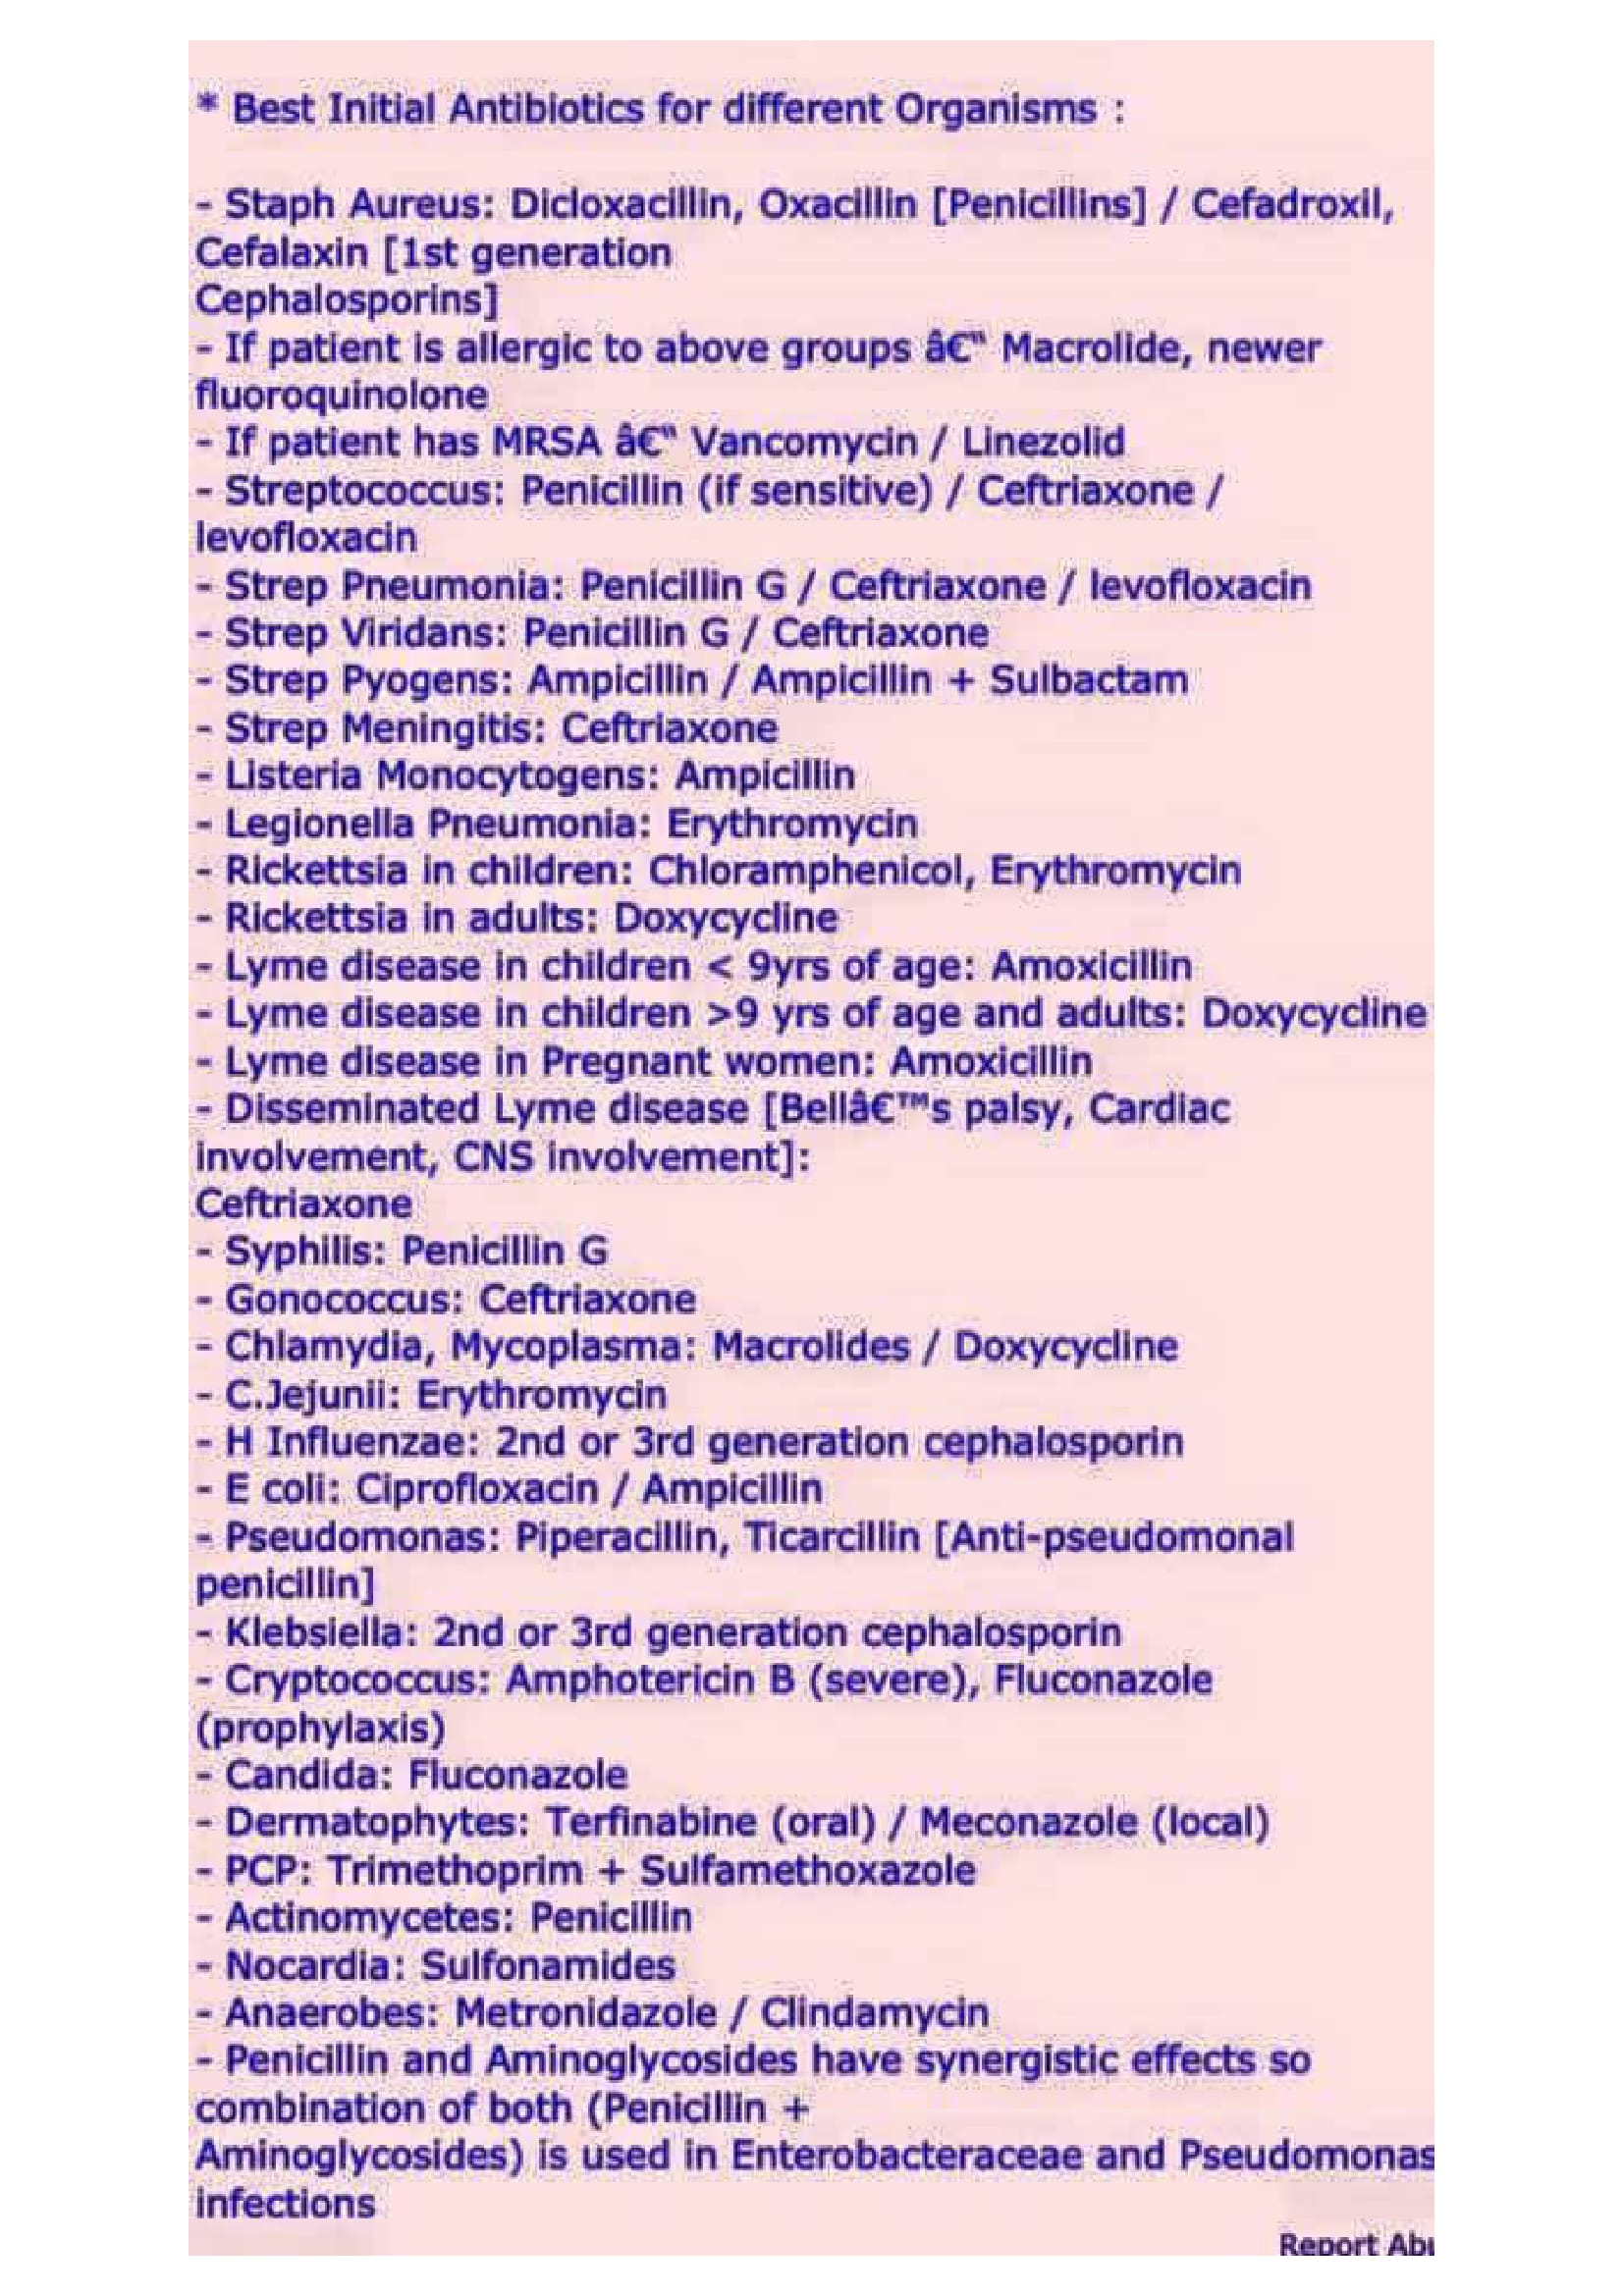 * Best Initial Antibiotics for different Organisms :
- Staph Aureus: Dicloxacillin, Oxacillin [Penicillins] / Cefadroxil,
Cefalaxin [1st generation
Cephalosporins]
- If patient is allergic to above groups â€“ Macrolide, newer
fluoroquinolone
- If patient has MRSA â€“ Vancomycin / Linezolid
- Streptococcus: Penicillin (if sensitive) / Ceftriaxone /
levofloxacin
- Strep Pneumonia: Penicillin G / Ceftriaxone / levofloxacin
- Strep Viridans: Penicillin G / Ceftriaxone
- Strep Pyogens: Ampicillin / Ampicillin + Sulbactam
- Strep Meningitis: Ceftriaxone
- Listeria Monocytogens: Ampicillin
- Legionella Pneumonia: Erythromycin
- Rickettsia in children: Chloramphenicol, Erythromycin
- Rickettsia in adults: Doxycycline
- Lyme disease in children < 9yrs of age: Amoxicillin
- Lyme disease in children >9 yrs of age and adults: Doxycycline
- Lyme disease in Pregnant women: Amoxicillin
- Disseminated Lyme disease [Bellâ€™s palsy, Cardiac
involvement, CNS involvement]:
Ceftriaxone
- Syphilis: Penicillin G
- Gonococcus: Ceftriaxone
- Chlamydia, Mycoplasma: Macrolides / Doxycycline
- C.Jejunii: Erythromycin
- H Influenzae: 2nd or 3rd generation cephalosporin
- E coli: Ciprofloxacin / Ampicillin
- Pseudomonas: Piperacillin, Ticarcillin [Anti-pseudomonal
penicillin]
- Klebsiella: 2nd or 3rd generation cephalosporin
- Cryptococcus: Amphotericin B (severe), Fluconazole
(prophylaxis)
- Candida: Fluconazole
- Dermatophytes: Terfinabine (oral) / Meconazole (local)
- PCP: Trimethoprim + Sulfamethoxazole
- Actinomycetes: Penicillin
- Nocardia: Sulfonamides
- Anaerobes: Metronidazole / Clindamycin
- Penicillin and Aminoglycosides have synergistic effects so
combination of both (Penicillin +
Aminoglycosides) is used in Enterobacteraceae and Pseudomonas
infections
Report